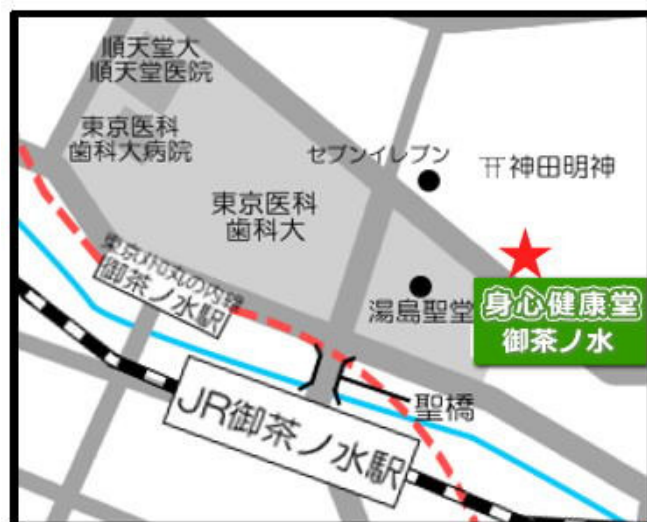 順天堂大
順天堂医院
東京医科
歯科大病院
セブンイレブン
神田明神
東京医科
歯科大
東京メトロ丸の内線
御茶ノ水駅
湯島聖堂
身心健康堂
御茶ノ水
聖橋
JR御茶ノ水駅